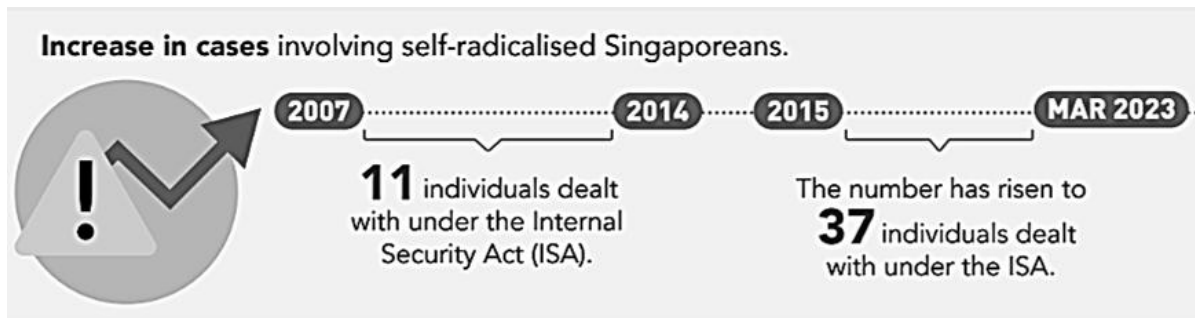 Increase in cases involving self-radicalised Singaporeans.
2007 2014 2015 MAR 2023
11 individuals dealt
with under the Internal
Security Act (ISA).
The number has risen to
37 individuals dealt
with under the ISA.